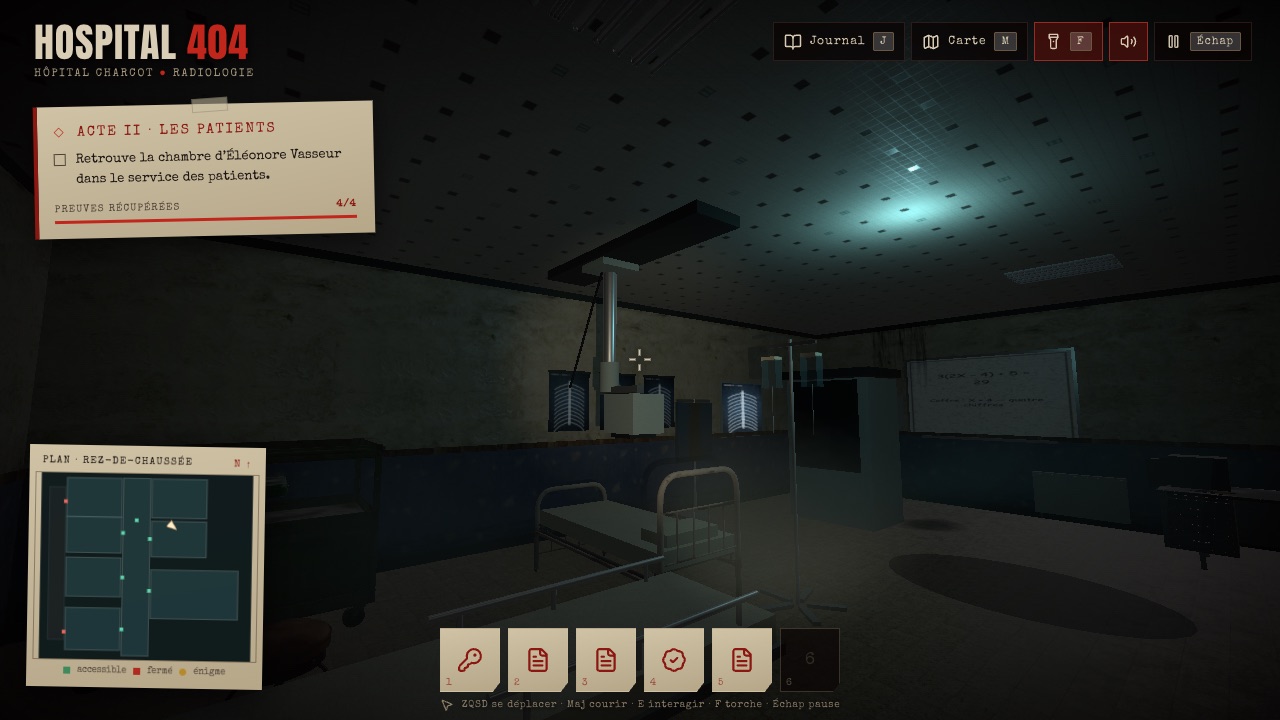 HOSPITAL 404
HÔPITAL CHARCOT • RADIOLOGIE
Journal J
Carte M
F
Échap
ACTE II · LES PATIENTS
Retrouve la chambre d'Éléonore Vasseur
dans le service des patients.
PREUVES RÉCUPÉRÉES 4/4
PLAN · REZ-DE-CHAUSSÉE N ↑
accessible fermé énigme
1 2 3 4 5 6 6
ZQSD se déplacer · Maj courir · E interagir · F torche · Échap pause